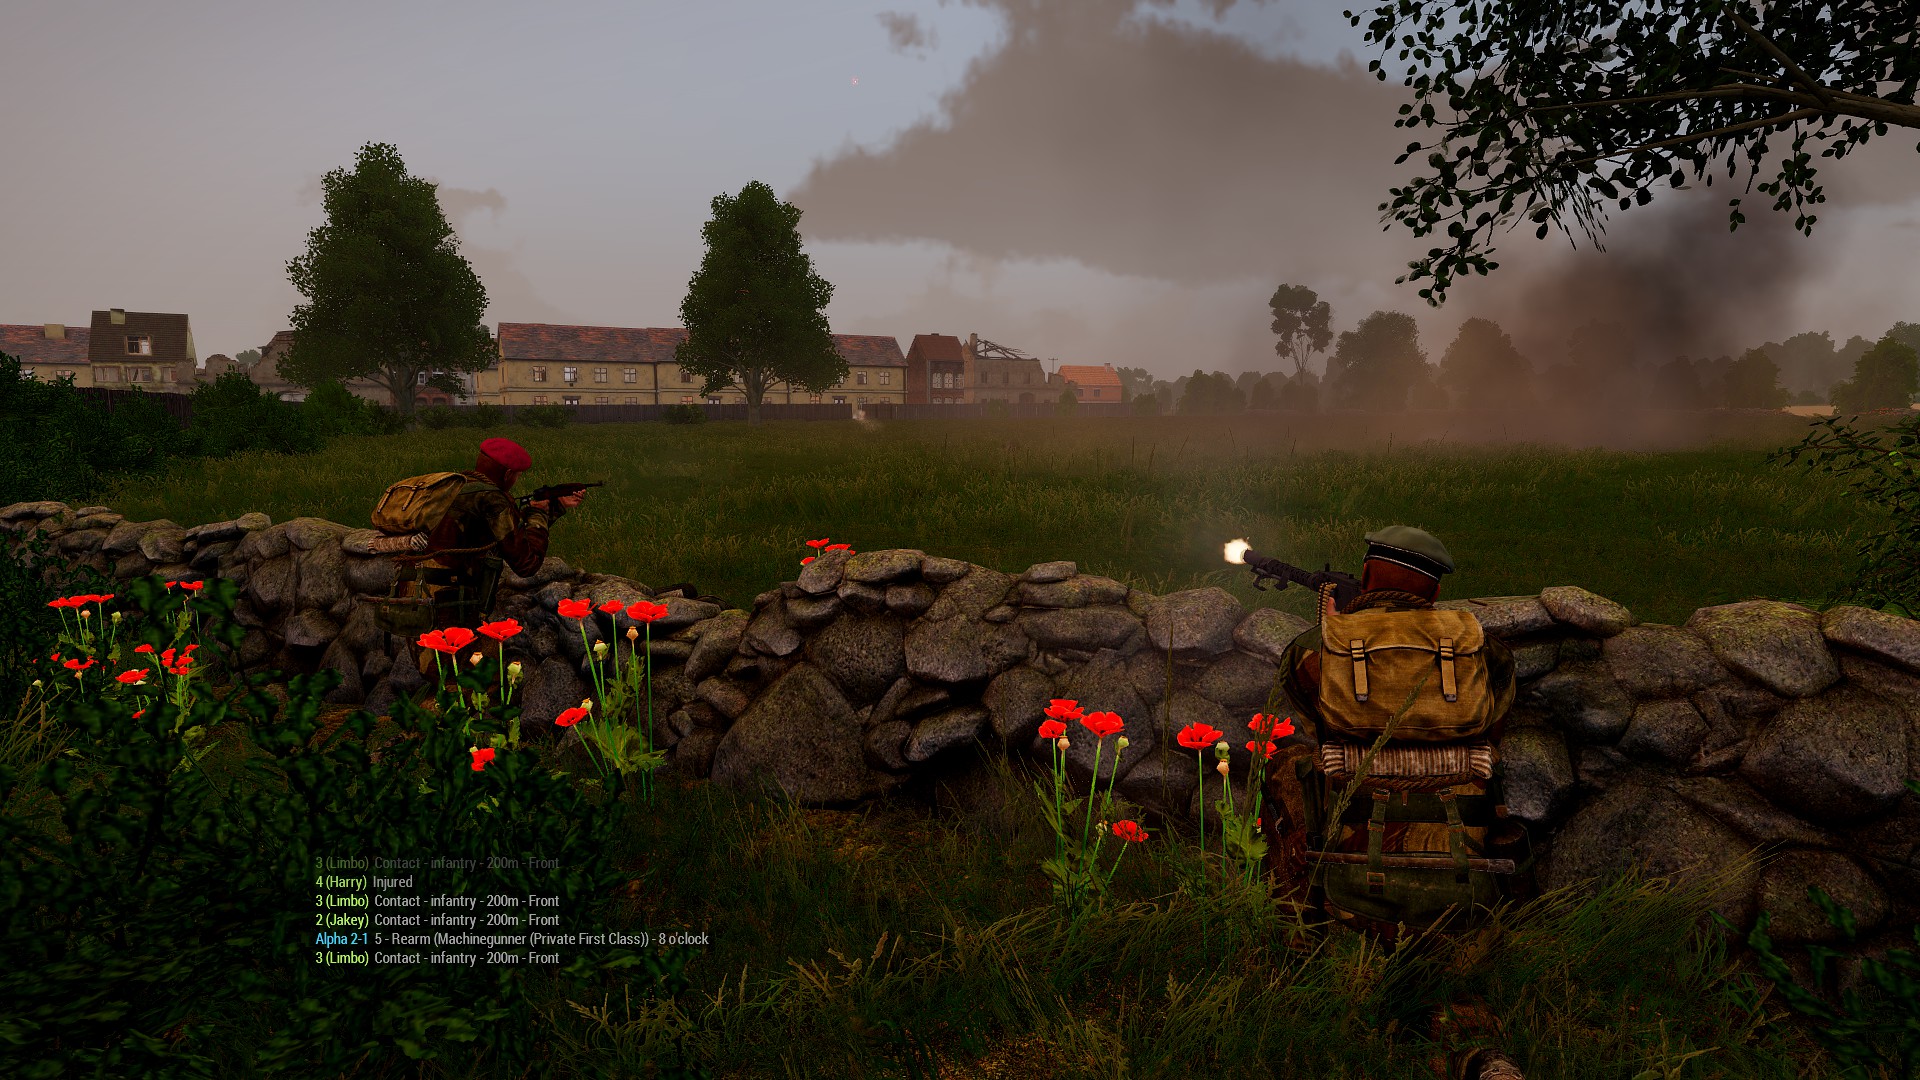 3 (Limbo) Contact - infantry - 200m - Front
4 (Harry) Injured
3 (Limbo) Contact - infantry - 200m - Front
2 (Jakey) Contact - infantry - 200m - Front
Alpha 2-1 5 - Rearm (Machinegunner (Private First Class)) - 8 o'clock
3 (Limbo) Contact - infantry - 200m - Front